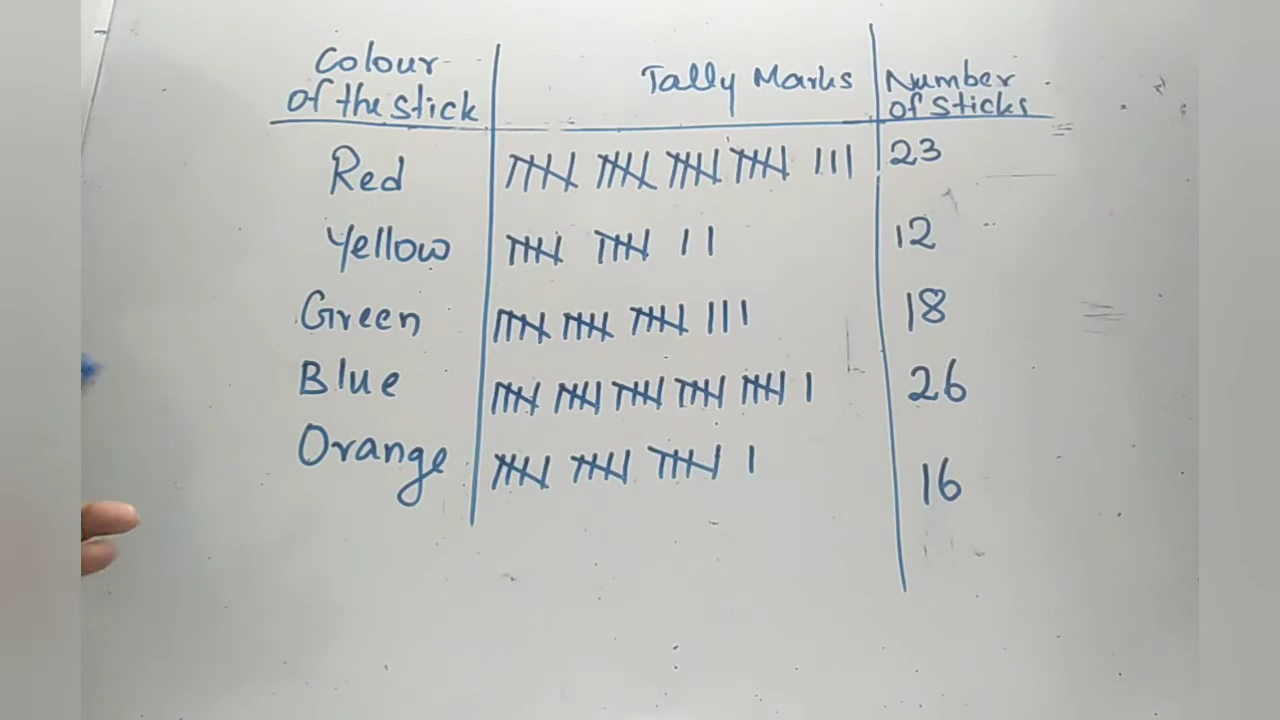 Colour
of the stick
Tally Marks
Number
of sticks
Red 23
Yellow 12
Green 18
Blue 26
Orange 16